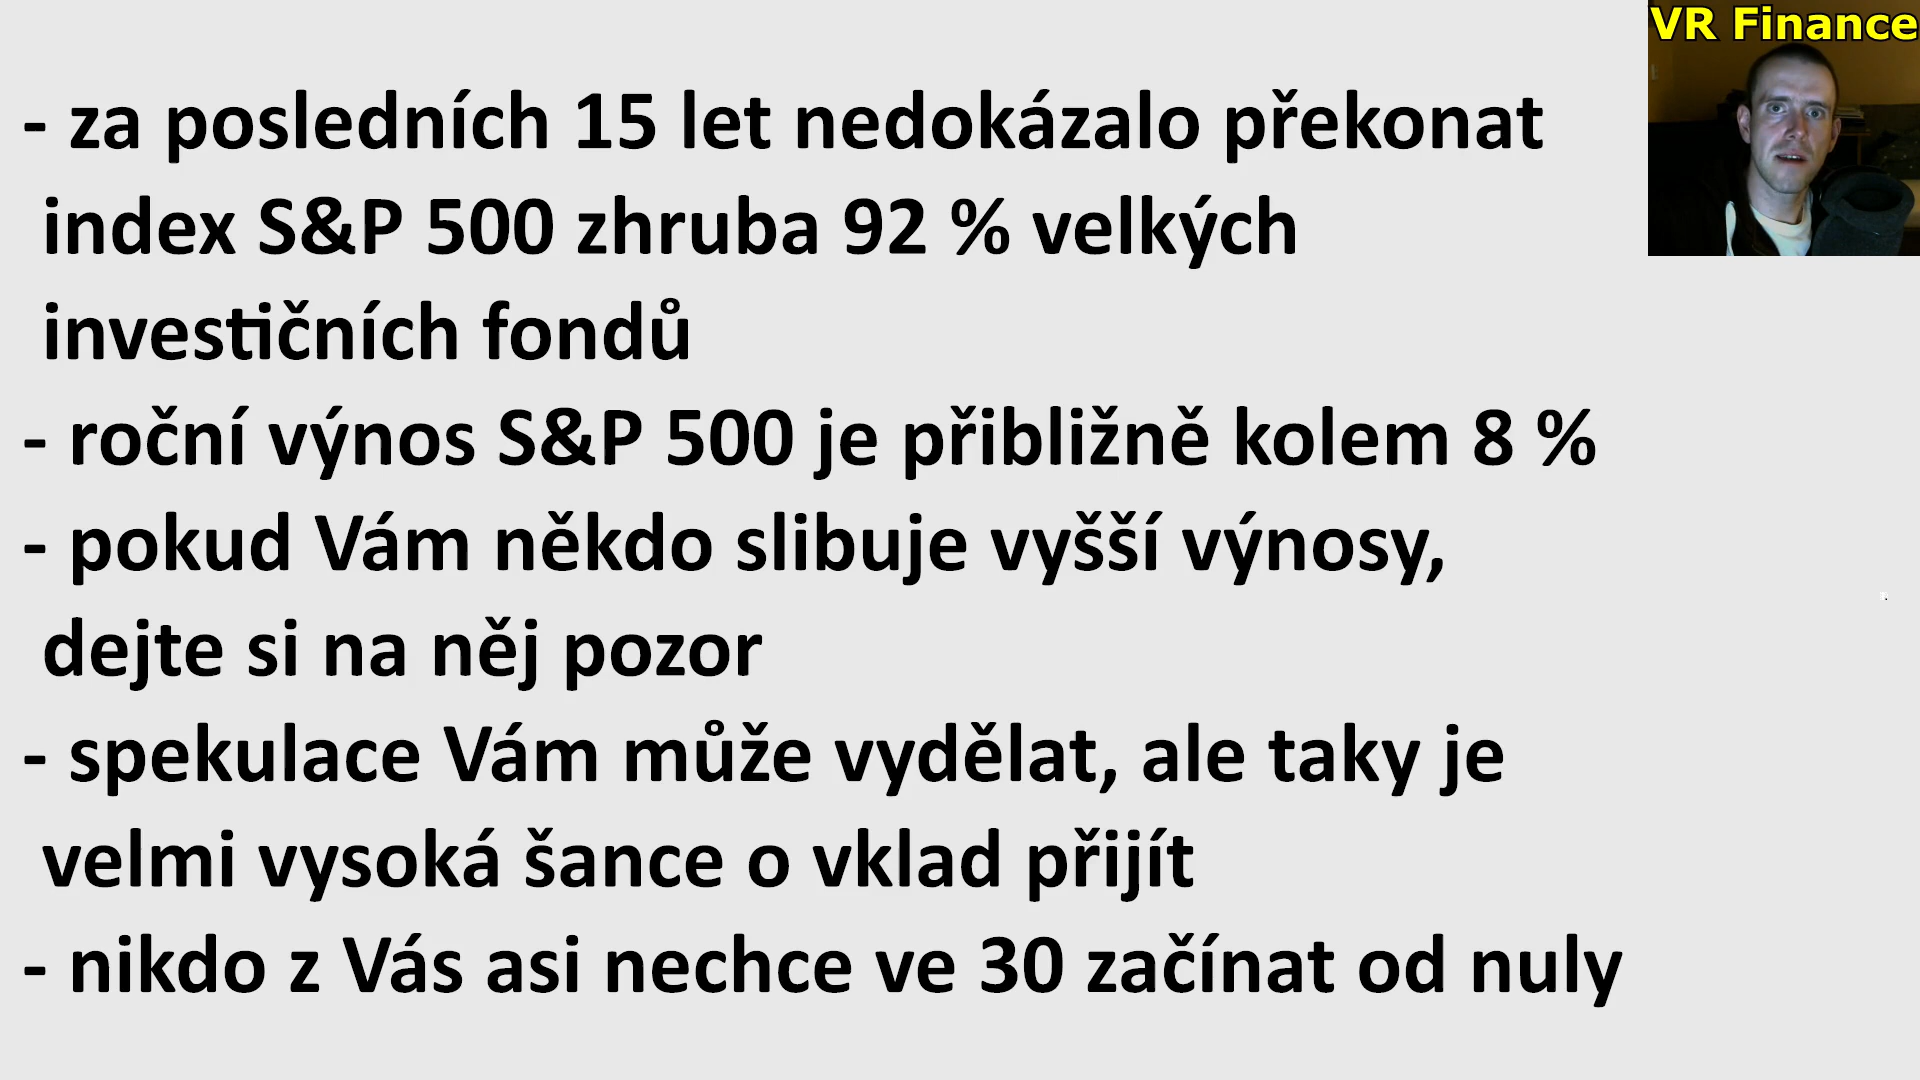 VR Finance
- za posledních 15 let nedokázalo překonat
index S&P 500 zhruba 92 % velkých
investičních fondů
- roční výnos S&P 500 je přibližně kolem 8 %
- pokud Vám někdo slibuje vyšší výnosy,
dejte si na něj pozor
- spekulace Vám může vydělat, ale taky je
velmi vysoká šance o vklad přijít
- nikdo z Vás asi nechce ve 30 začínat od nuly